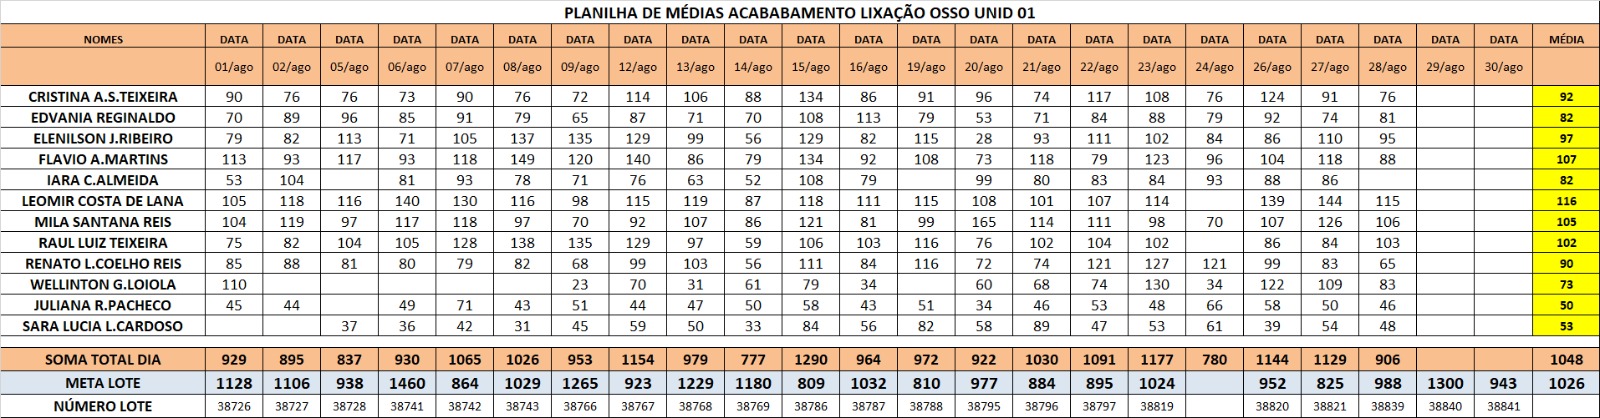 PLANILHA DE MÉDIAS ACABABAMENTO LIXAÇÃO OSSO UNID 01
NOMES DATA DATA DATA DATA DATA DATA DATA DATA DATA DATA DATA DATA DATA DATA DATA DATA DATA DATA DATA DATA DATA DATA DATA MÉDIA
01/ago 02/ago 05/ago 06/ago 07/ago 08/ago 09/ago 12/ago 13/ago 14/ago 15/ago 16/ago 19/ago 20/ago 21/ago 22/ago 23/ago 24/ago 26/ago 27/ago 28/ago 29/ago 30/ago
CRISTINA A.S.TEIXEIRA 90 76 76 73 90 76 72 114 106 88 134 86 91 96 74 117 108 76 124 91 76 92
EDVANIA REGINALDO 70 89 96 85 91 79 65 87 71 70 108 113 79 53 71 84 88 79 92 74 81 82
ELENILSON J.RIBEIRO 79 82 113 71 105 137 135 129 99 56 129 82 115 28 93 111 102 84 86 110 95 97
FLAVIO A.MARTINS 113 93 117 93 118 149 120 140 86 79 134 92 108 73 118 79 123 96 104 118 88 107
IARA C.ALMEIDA 53 104 81 93 78 71 76 63 52 108 79 99 80 83 84 93 88 86 82
LEOMIR COSTA DE LANA 105 118 116 140 130 116 98 115 119 87 118 111 115 108 101 107 114 139 144 115 116
MILA SANTANA REIS 104 119 97 117 118 97 70 92 107 86 121 81 99 165 114 111 98 70 107 126 106 105
RAUL LUIZ TEIXEIRA 75 82 104 105 128 138 135 129 97 59 106 103 116 76 102 104 102 86 84 103 102
RENATO L.COELHO REIS 85 88 81 80 79 82 68 99 103 56 111 84 116 72 74 121 127 121 99 83 65 90
WELLINTON G.LOIOLA 110 23 70 31 61 79 34 60 68 74 130 34 122 109 83 73
JULIANA R.PACHECO 45 44 49 71 43 51 44 47 50 58 43 51 34 46 53 48 66 58 50 46 50
SARA LUCIA L.CARDOSO 37 36 42 31 45 59 50 33 84 56 82 58 89 47 53 61 39 54 48 53
SOMA TOTAL DIA 929 895 837 930 1065 1026 953 1154 979 777 1290 964 972 922 1030 1091 1177 780 1144 1129 906 1048
META LOTE 1128 1106 938 1460 864 1029 1265 923 1229 1180 809 1032 810 977 884 895 1024 952 825 988 1300 943 1026
NÚMERO LOTE 38726 38727 38728 38741 38742 38743 38766 38767 38768 38769 38786 38787 38788 38795 38796 38797 38819 38820 38821 38839 38840 38841